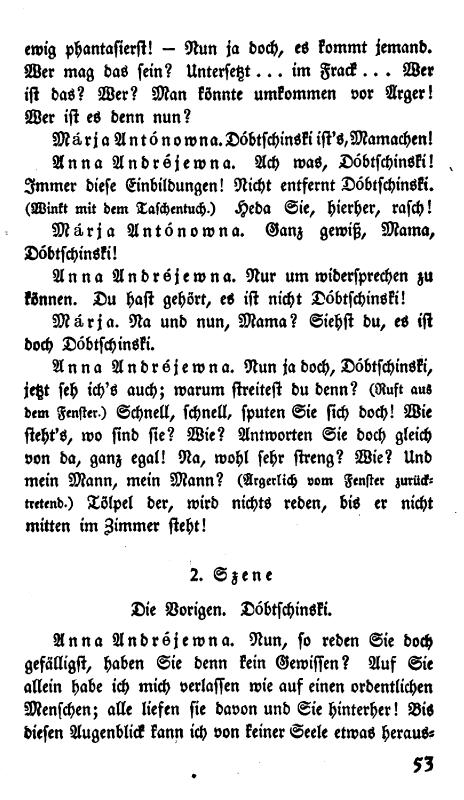 ewig phantasierst! — Nun ja doch, es kommt jemand.
Wer mag das sein? Untersetzt... im Frack... Wer
ist das? Wer? Man könnte umkommen vor Ärger!
Wer ist es denn nun?
Márja Antónowna. Dóbtschinski ist's, Mamachen!
Anna Andréjewna. Ach was, Dóbtschinski!
Immer diese Einbildungen! Nicht entfernt Dóbtschinski.
(Winkt mit dem Taschentuch.) Heda Sie, hierher, rasch!
Márja Antónowna. Ganz gewiß, Mama,
Dóbtschinski!
Anna Andréjewna. Nur um widersprechen zu
können. Du hast gehört, es ist nicht Dóbtschinski!
Márja. Na und nun, Mama? Siehst du, es ist
doch Dóbtschinski.
Anna Andréjewna. Nun ja doch, Dóbtschinski,
jetzt seh ich's auch; warum streitest du denn? (Ruft aus
dem Fenster.) Schnell, schnell, sputen Sie sich doch! Wie
steht's, wo sind sie? Wie? Antworten Sie doch gleich
von da, ganz egal! Na, wohl sehr streng? Wie? Und
mein Mann, mein Mann? (Ärgerlich vom Fenster zurück-
tretend.) Tölpel der, wird nichts reden, bis er nicht
mitten im Zimmer steht!
2. Szene
Die Vorigen. Dóbtschinski.
Anna Andréjewna. Nun, so reden Sie doch
gefälligst, haben Sie denn kein Gewissen? Auf Sie
allein habe ich mich verlassen wie auf einen ordentlichen
Menschen; alle liefen sie davon und Sie hinterher! Bis
diesen Augenblick kann ich von keiner Seele etwas heraus-
53